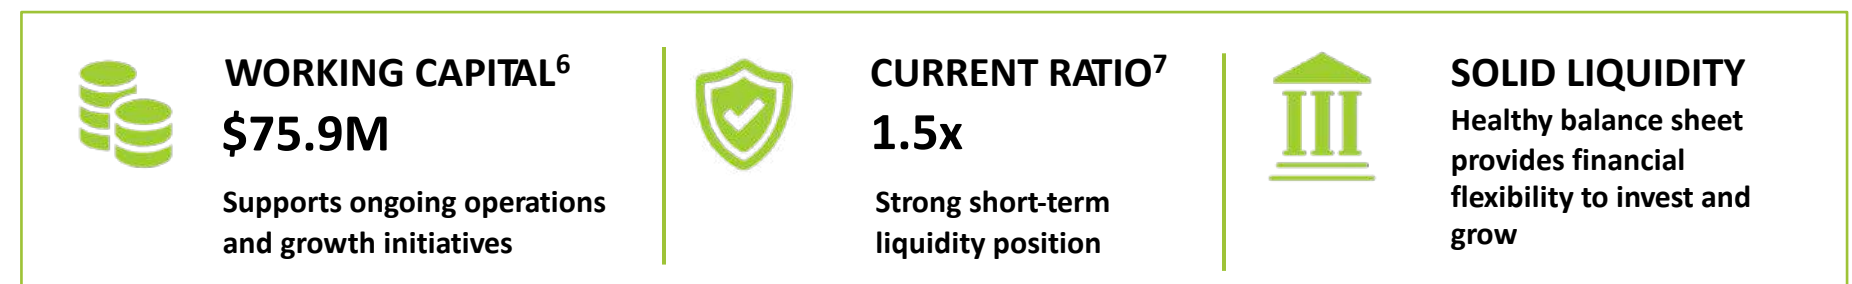 WORKING CAPITAL6
$75.9M
Supports ongoing operations
and growth initiatives
CURRENT RATIO7
1.5x
Strong short-term
liquidity position
SOLID LIQUIDITY
Healthy balance sheet
provides financial
flexibility to invest and
grow